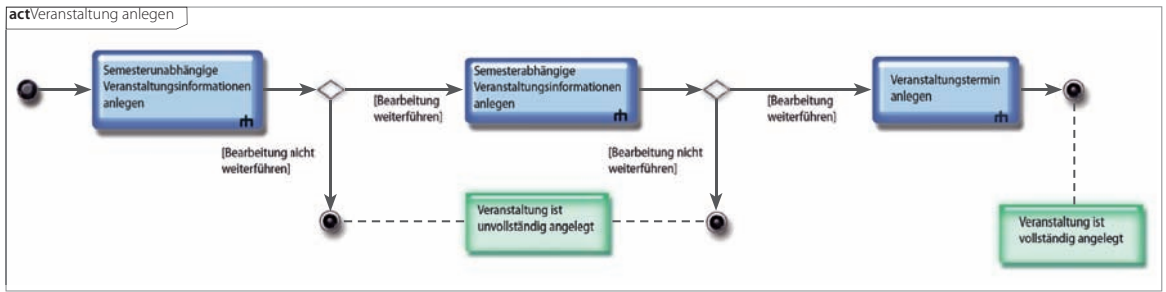 actVeranstaltung anlegen
Semesterunabhängige
Veranstaltungsinformationen
anlegen
[Bearbeitung
weiterführen]
[Bearbeitung nicht
weiterführen]
Semesterabhängige
Veranstaltungsinformationen
anlegen
[Bearbeitung
weiterführen]
[Bearbeitung nicht
weiterführen]
Veranstaltungstermin
anlegen
Veranstaltung ist
unvollständig angelegt
Veranstaltung ist
vollständig angelegt